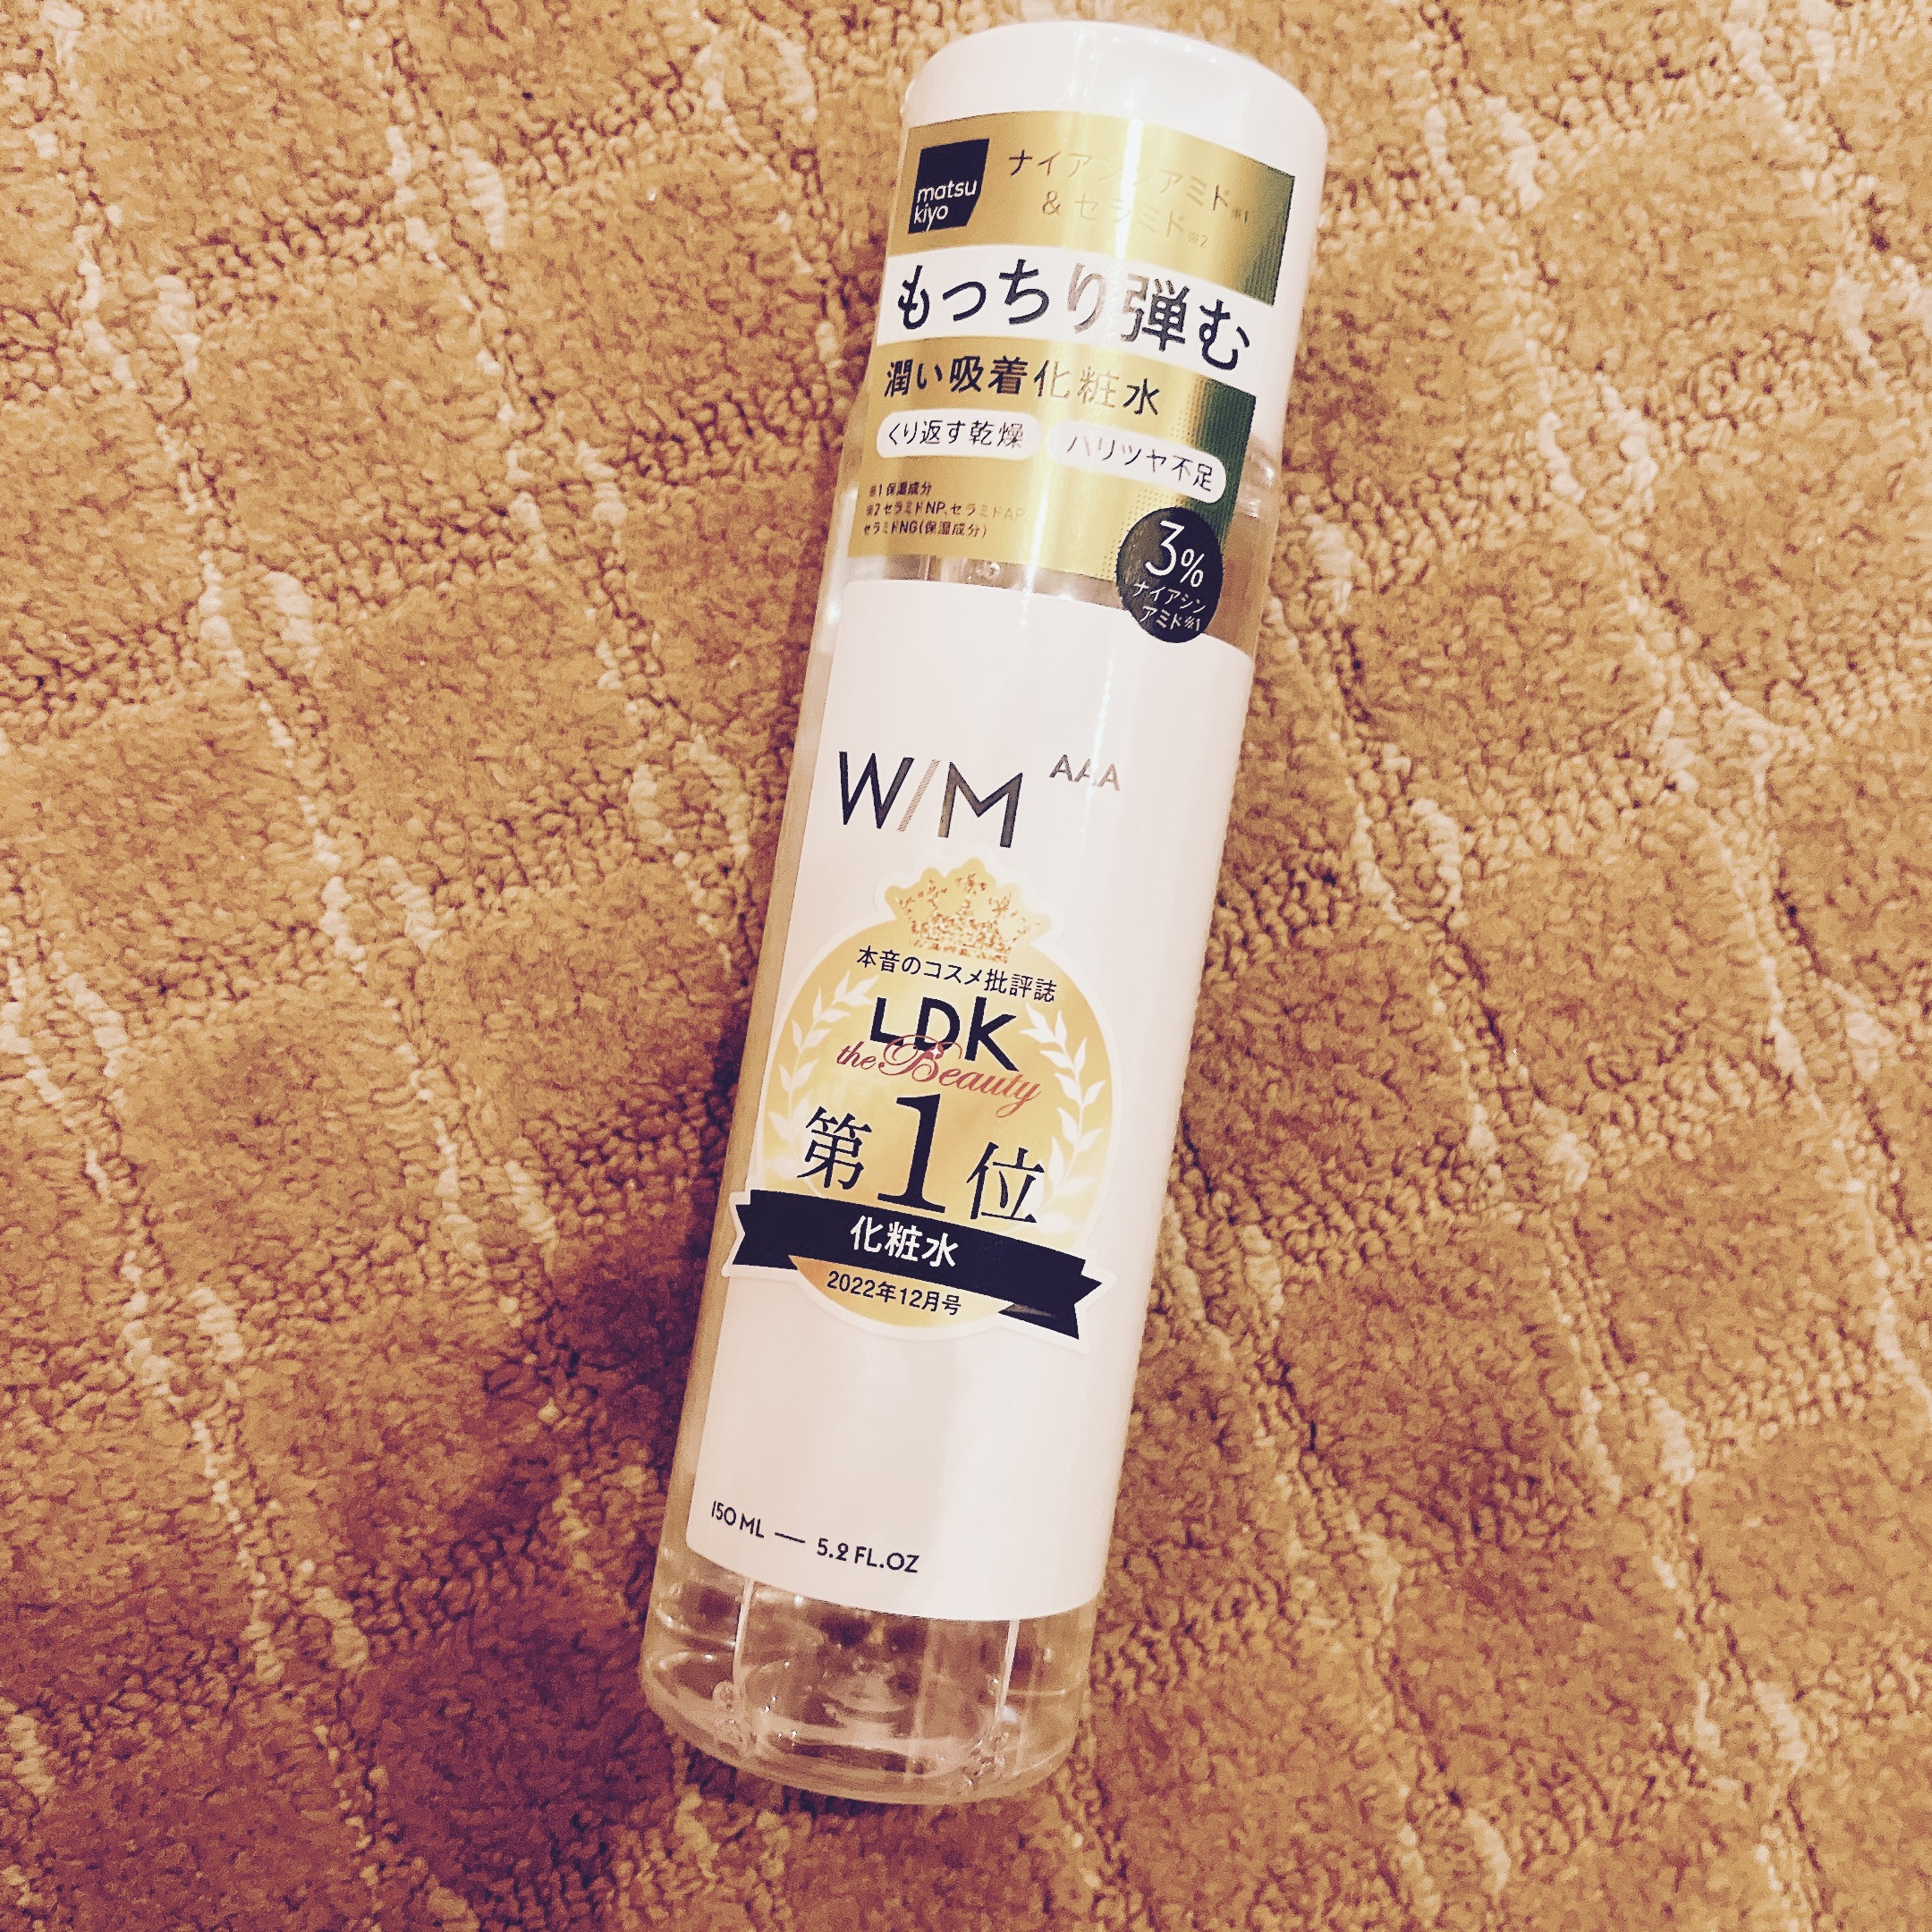 matsu
kiyo
ナイアシンアミド※1
&セラミド※2
もっちり弾む
潤い吸着化粧水
くり返す乾燥 ハリツヤ不足
※1 保湿成分
※2 セラミドNP、セラミドAP、
セラミドNG(保湿成分)
3%
ナイアシン
アミド※1
W/M AAA
本音のコスメ批評誌
LDK
the Beauty
第1位
化粧水
2022年12月号
150 ML — 5.2 FL.OZ